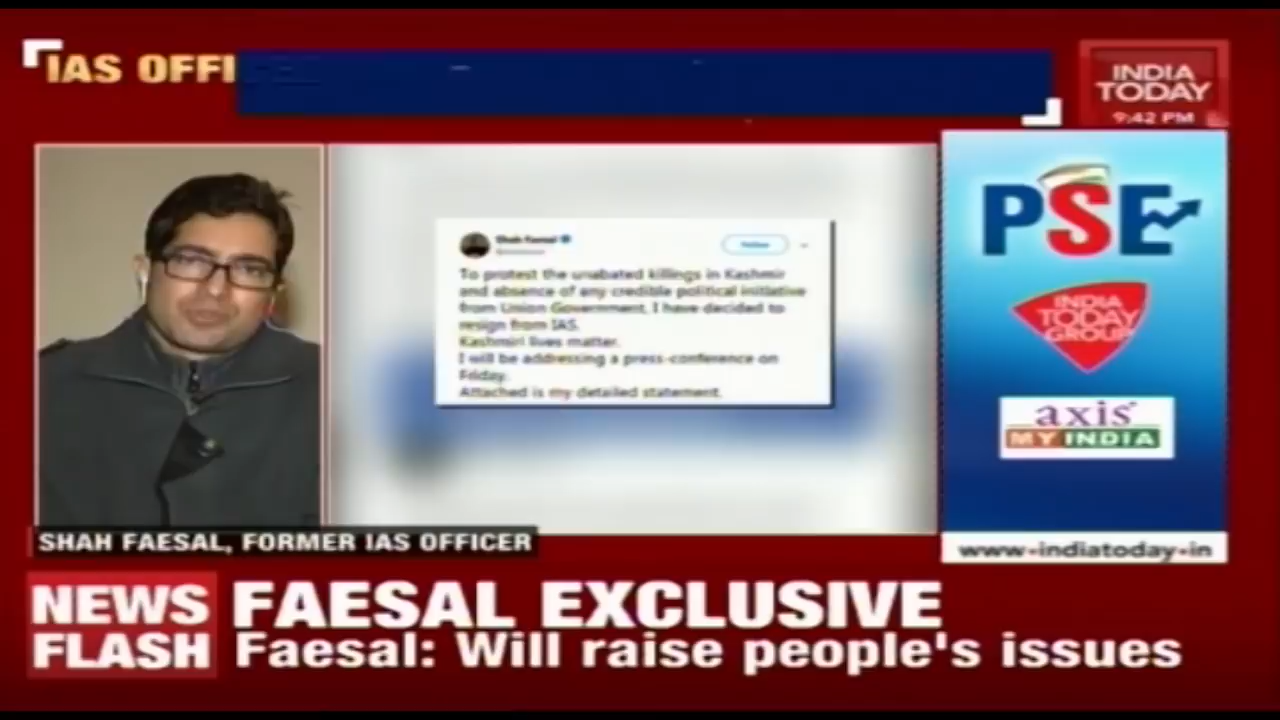 IAS OFFI
INDIA
TODAY
9:42 PM
PSE
INDIA
TODAY
GROUP
axis
MY INDIA
www.indiatoday.in
Shah Faesal
Follow
To protest the unabated killings in Kashmir
and absence of any credible political initiative
from Union Government, I have decided to
resign from IAS.
Kashmiri lives matter.
I will be addressing a press-conference on
Friday.
Attached is my detailed statement.
SHAH FAESAL, FORMER IAS OFFICER
NEWS
FLASH
FAESAL EXCLUSIVE
Faesal: Will raise people's issues